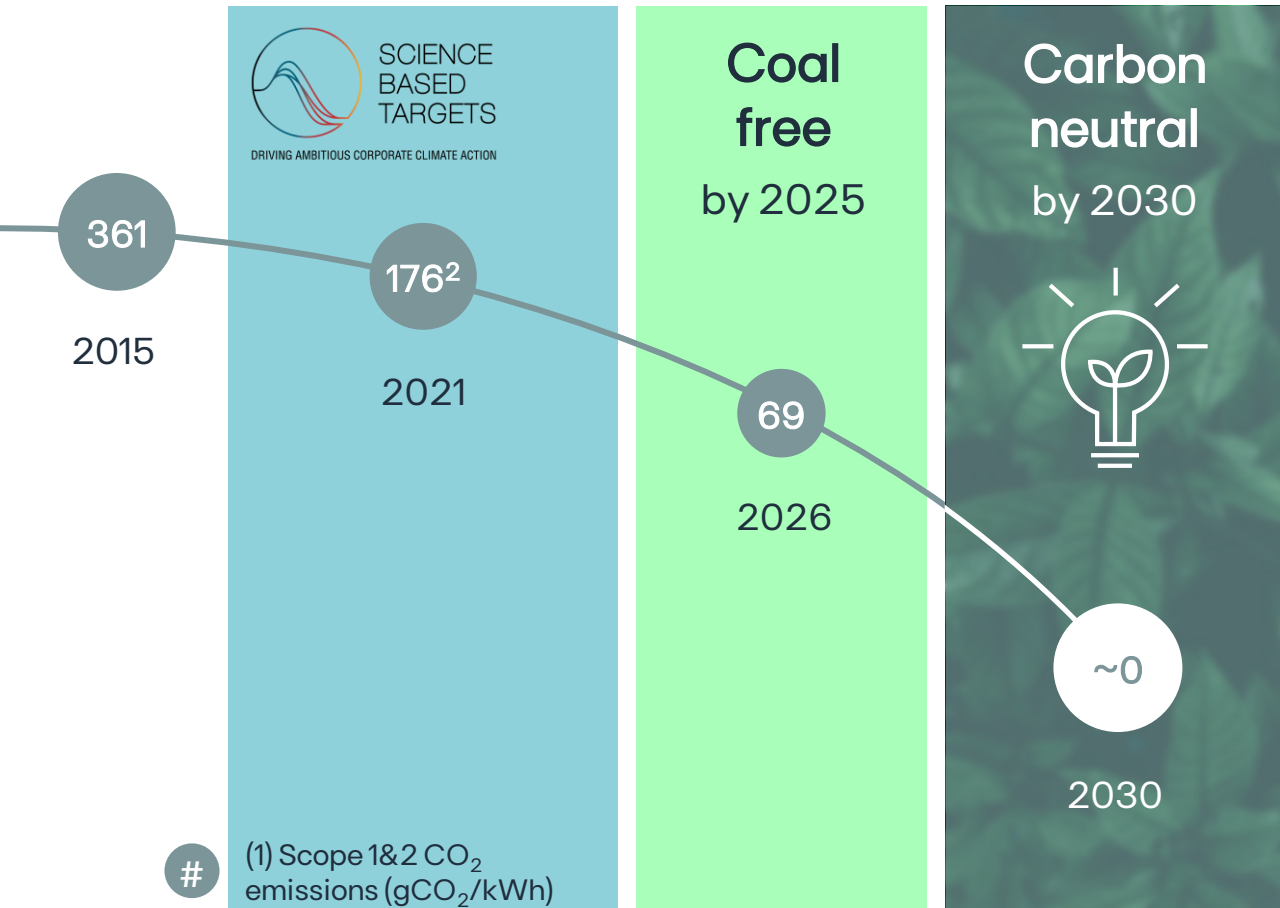 SCIENCE
BASED
TARGETS
DRIVING AMBITIOUS CORPORATE CLIMATE ACTION
Coal
free
by 2025
Carbon
neutral
by 2030
361
2015
176²
2021
69
2026
~0
2030
#
(1) Scope 1&2 CO₂
emissions (gCO₂/kWh)